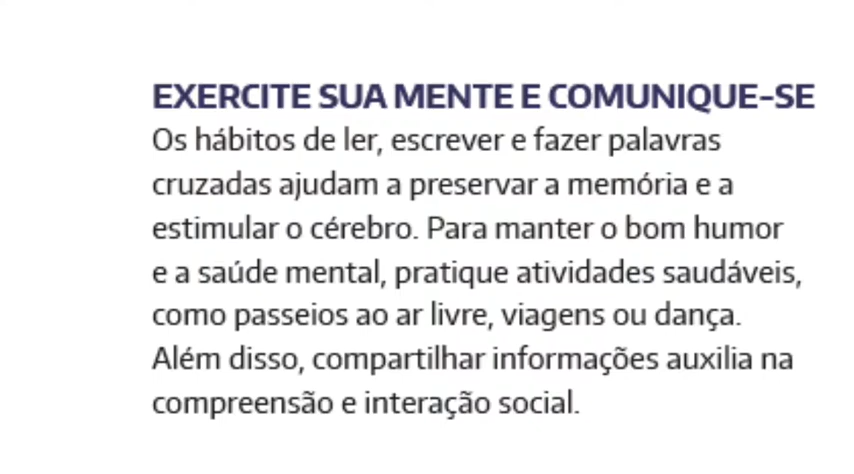 EXERCITE SUA MENTE E COMUNIQUE-SE
Os hábitos de ler, escrever e fazer palavras
cruzadas ajudam a preservar a memória e a
estimular o cérebro. Para manter o bom humor
e a saúde mental, pratique atividades saudáveis,
como passeios ao ar livre, viagens ou dança.
Além disso, compartilhar informações auxilia na
compreensão e interação social.